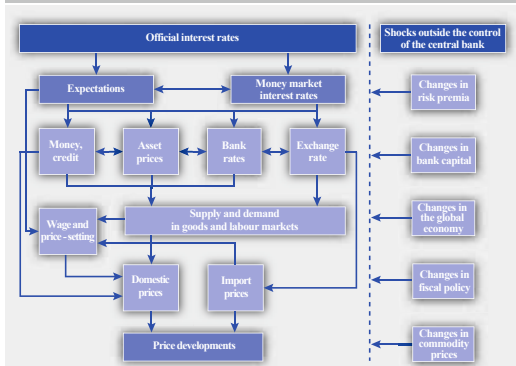 Official interest rates
Shocks outside the control
of the central bank
Expectations
Money market
interest rates
Changes in
risk premia
Money,
credit
Asset
prices
Bank
rates
Exchange
rate
Changes in
bank capital
Wage and
price-setting
Supply and demand
in goods and labour markets
Changes in
the global
economy
Domestic
prices
Import
prices
Changes in
fiscal policy
Price developments
Changes in
commodity
prices